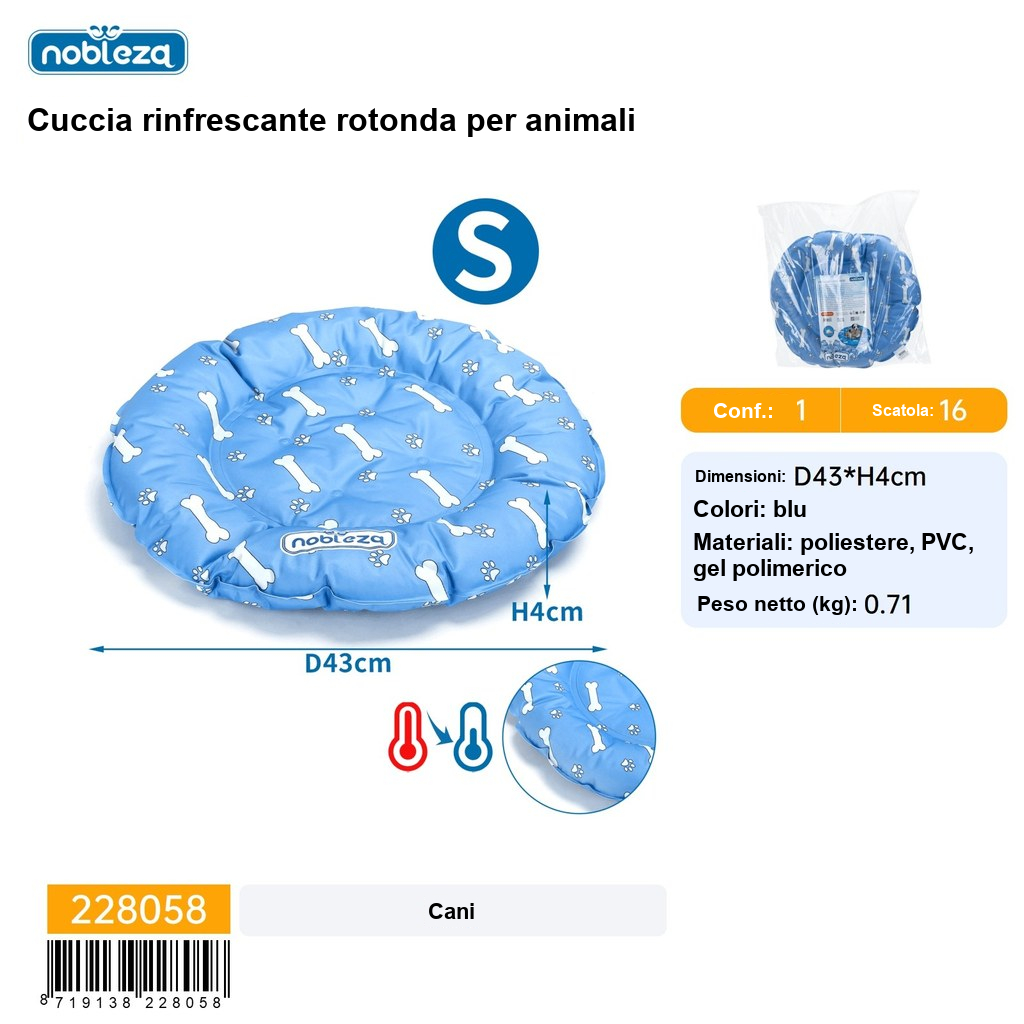 nobleza
Cuccia rinfrescante rotonda per animali
S
nobleza
H4cm
D43cm
nobleza
Conf.: 1
Scatola: 16
Dimensioni: D43*H4cm
Colori: blu
Materiali: poliestere, PVC,
gel polimerico
Peso netto (kg): 0.71
228058
Cani
8 719138 228058